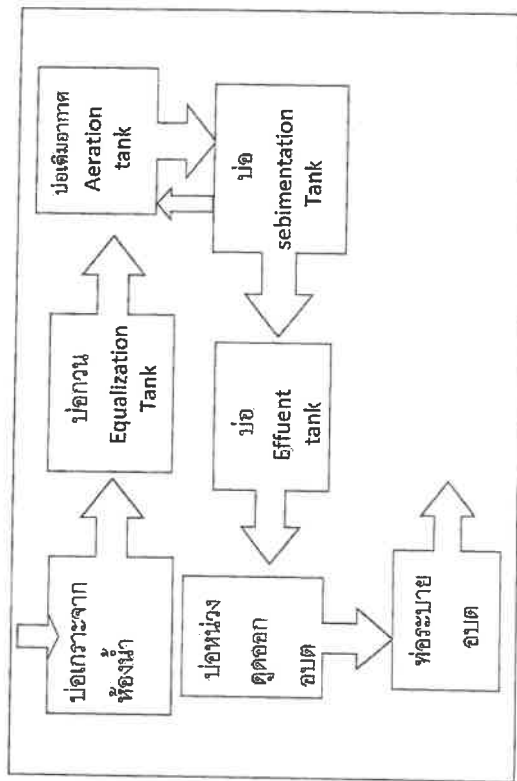 บ่อเกราะจาก
ห้องน้ำ
บ่อกวน
Equalization
Tank
บ่อเติมอากาศ
Aeration
tank
บ่อ
sebimentation
Tank
บ่อ
Effuent
tank
บ่อหน่วง
ดูดออก
อบต
ท่อระบาย
อบต